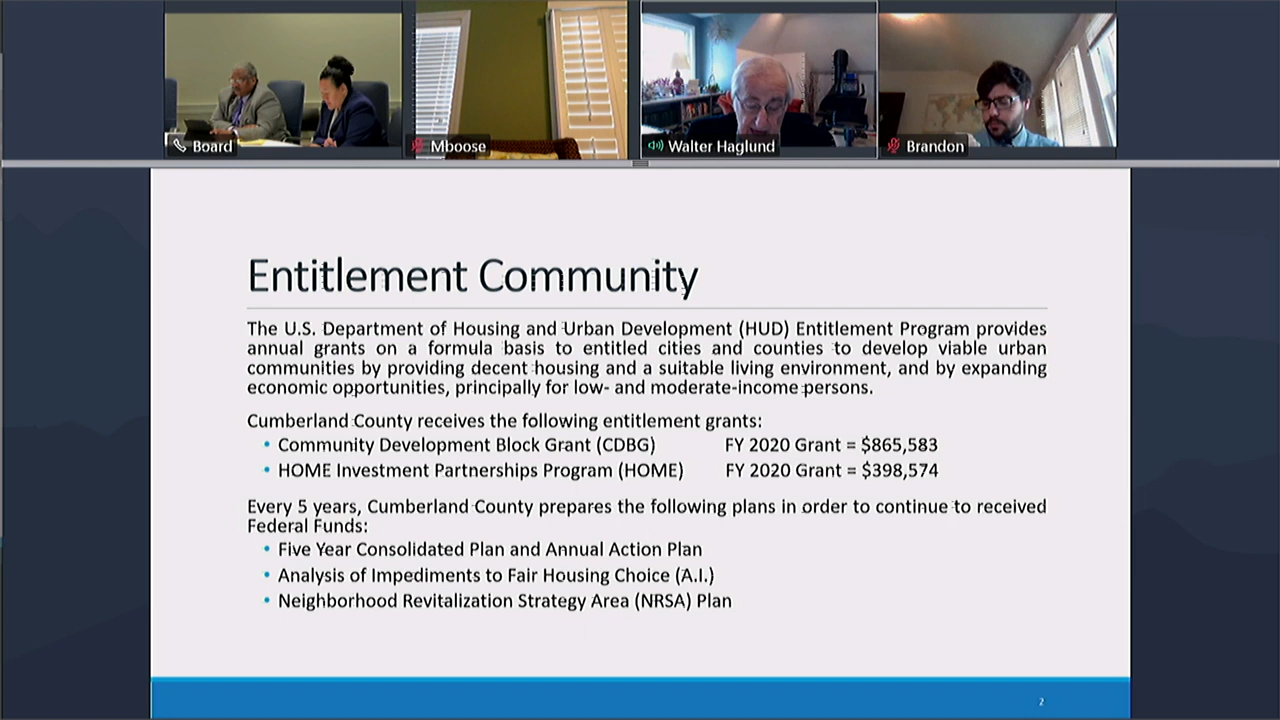 Board
Mboose
Walter Haglund
Brandon
Entitlement Community
The U.S. Department of Housing and Urban Development (HUD) Entitlement Program provides
annual grants on a formula basis to entitled cities and counties to develop viable urban
communities by providing decent housing and a suitable living environment, and by expanding
economic opportunities, principally for low- and moderate-income persons.
Cumberland County receives the following entitlement grants:
• Community Development Block Grant (CDBG) FY 2020 Grant = $865,583
• HOME Investment Partnerships Program (HOME) FY 2020 Grant = $398,574
Every 5 years, Cumberland County prepares the following plans in order to continue to received
Federal Funds:
• Five Year Consolidated Plan and Annual Action Plan
• Analysis of Impediments to Fair Housing Choice (A.I.)
• Neighborhood Revitalization Strategy Area (NRSA) Plan
2